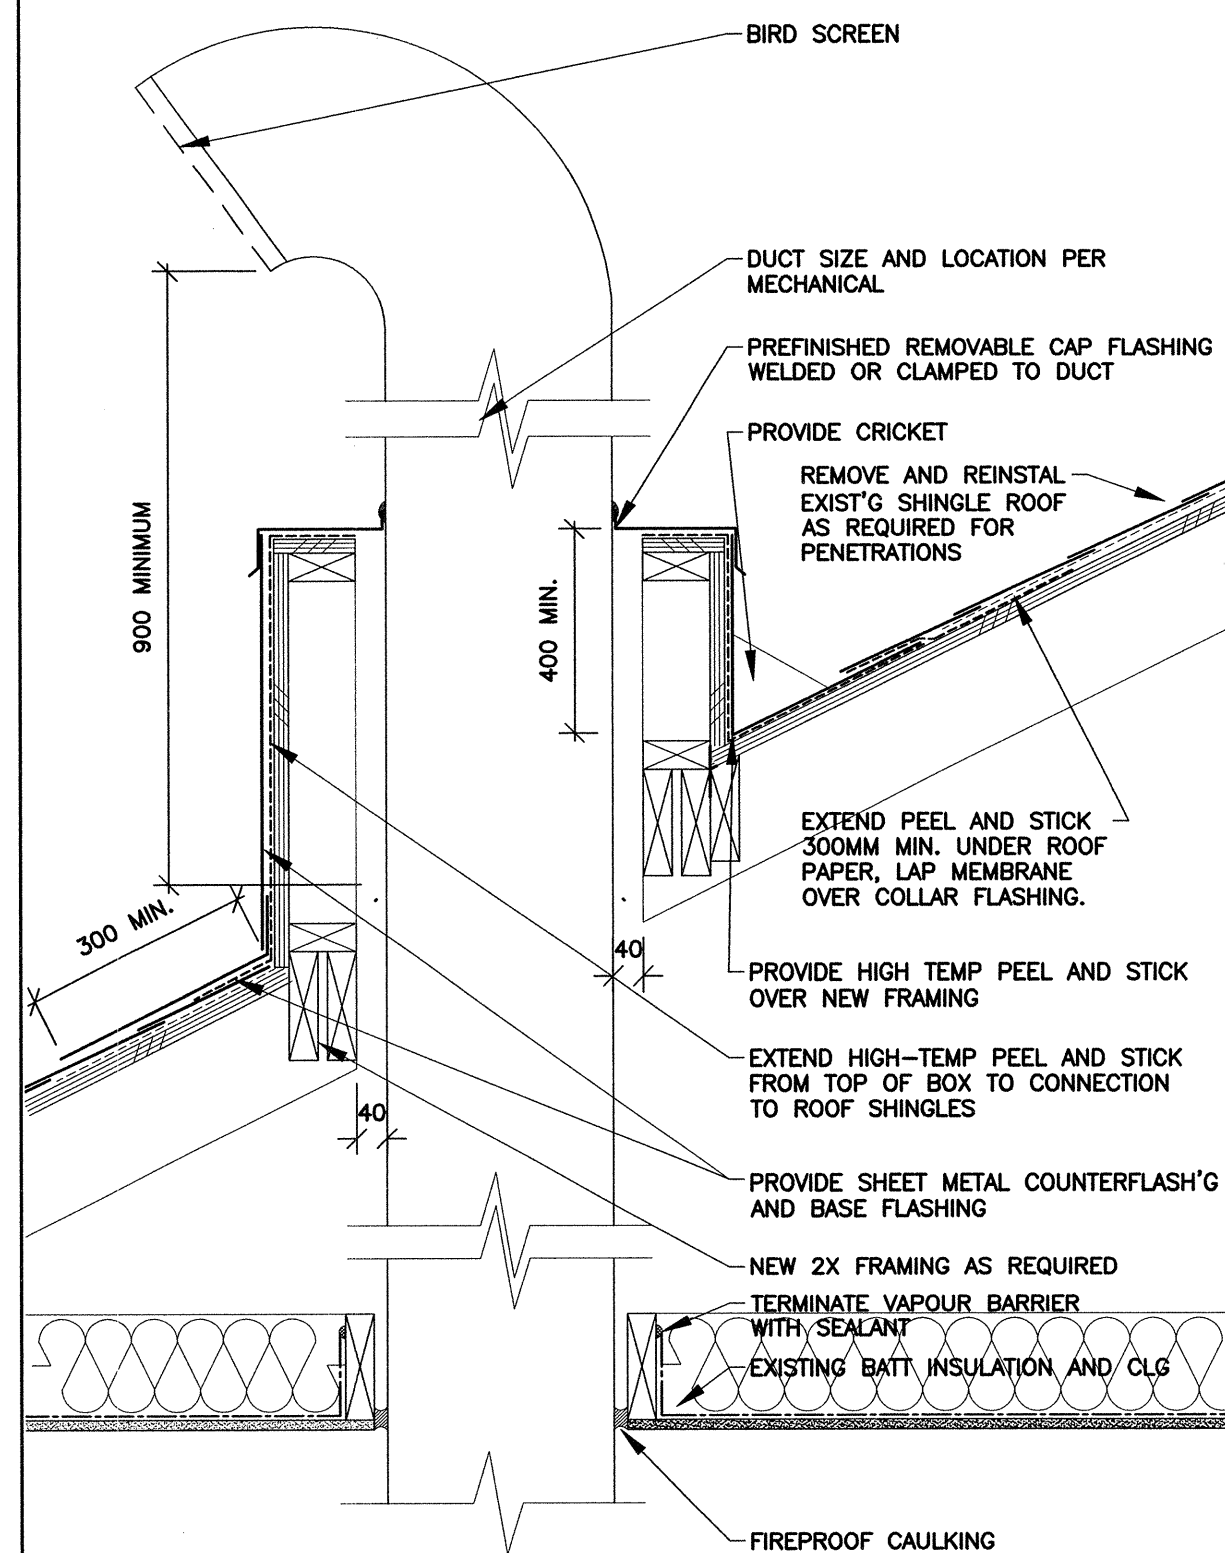 BIRD SCREEN
DUCT SIZE AND LOCATION PER
MECHANICAL
PREFINISHED REMOVABLE CAP FLASHING
WELDED OR CLAMPED TO DUCT
PROVIDE CRICKET
REMOVE AND REINSTAL
EXIST'G SHINGLE ROOF
AS REQUIRED FOR
PENETRATIONS
900 MINIMUM
400 MIN.
EXTEND PEEL AND STICK
300MM MIN. UNDER ROOF
PAPER, LAP MEMBRANE
OVER COLLAR FLASHING.
300 MIN.
40
PROVIDE HIGH TEMP PEEL AND STICK
OVER NEW FRAMING
EXTEND HIGH-TEMP PEEL AND STICK
FROM TOP OF BOX TO CONNECTION
TO ROOF SHINGLES
40
PROVIDE SHEET METAL COUNTERFLASH'G
AND BASE FLASHING
NEW 2X FRAMING AS REQUIRED
TERMINATE VAPOUR BARRIER
WITH SEALANT
EXISTING BATT INSULATION AND CLG
FIREPROOF CAULKING